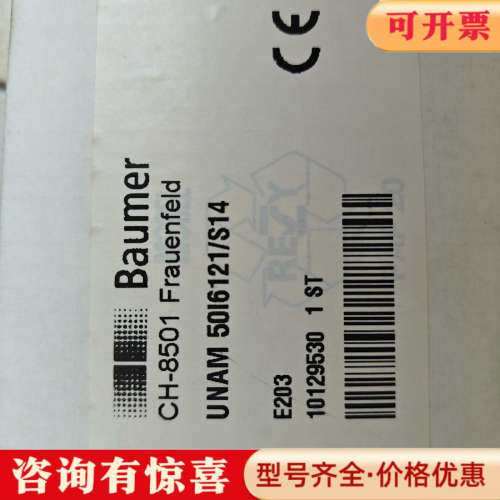 可开票
CE
Baumer
CH-8501 Frauenfeld
UNAM 50I6121/S14
E203
10129530 1 ST
RESY
咨询有惊喜
型号齐全·价格优惠